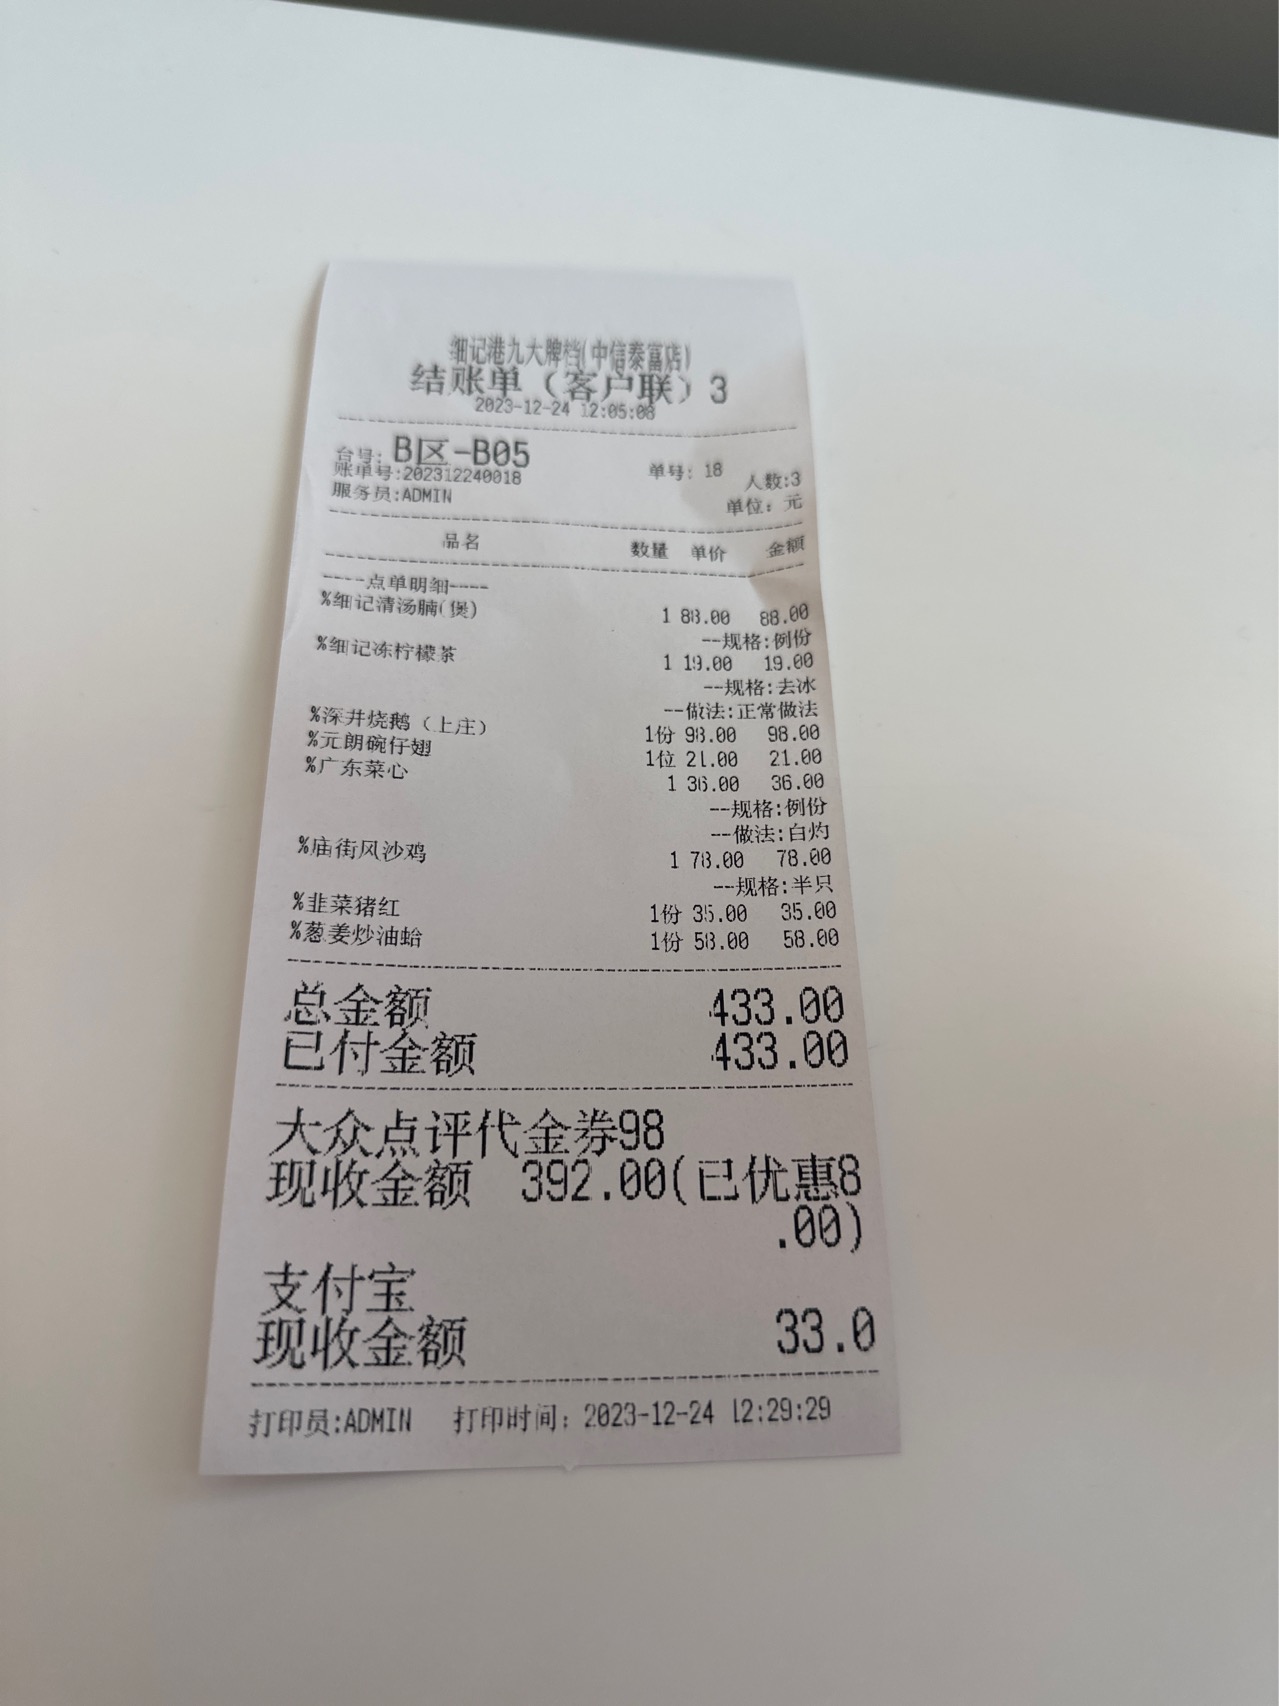 细记港九大牌档(中信泰富店)
结账单（客户联）3
2023-12-24 12:05:08
台号: B区-B05 单号: 18 人数:3
账单号:202312240018
服务员:ADMIN 单位: 元
品名 数量 单价 金额
----点单明细----
%细记清汤腩(煲) 1 88.00 88.00
--规格:例份
%细记冻柠檬茶 1 19.00 19.00
--规格:去冰
--做法:正常做法
%深井烧鹅（上庄） 1份 98.00 98.00
%元朗碗仔翅 1位 21.00 21.00
%广东菜心 1 36.00 36.00
--规格:例份
--做法:白灼
%庙街风沙鸡 1 78.00 78.00
--规格:半只
%韭菜猪红 1份 35.00 35.00
%葱姜炒油蛤 1份 58.00 58.00
总金额 433.00
已付金额 433.00
大众点评代金券98
现收金额 392.00(已优惠8
.00)
支付宝
现收金额 33.0
打印员:ADMIN 打印时间: 2023-12-24 12:29:29